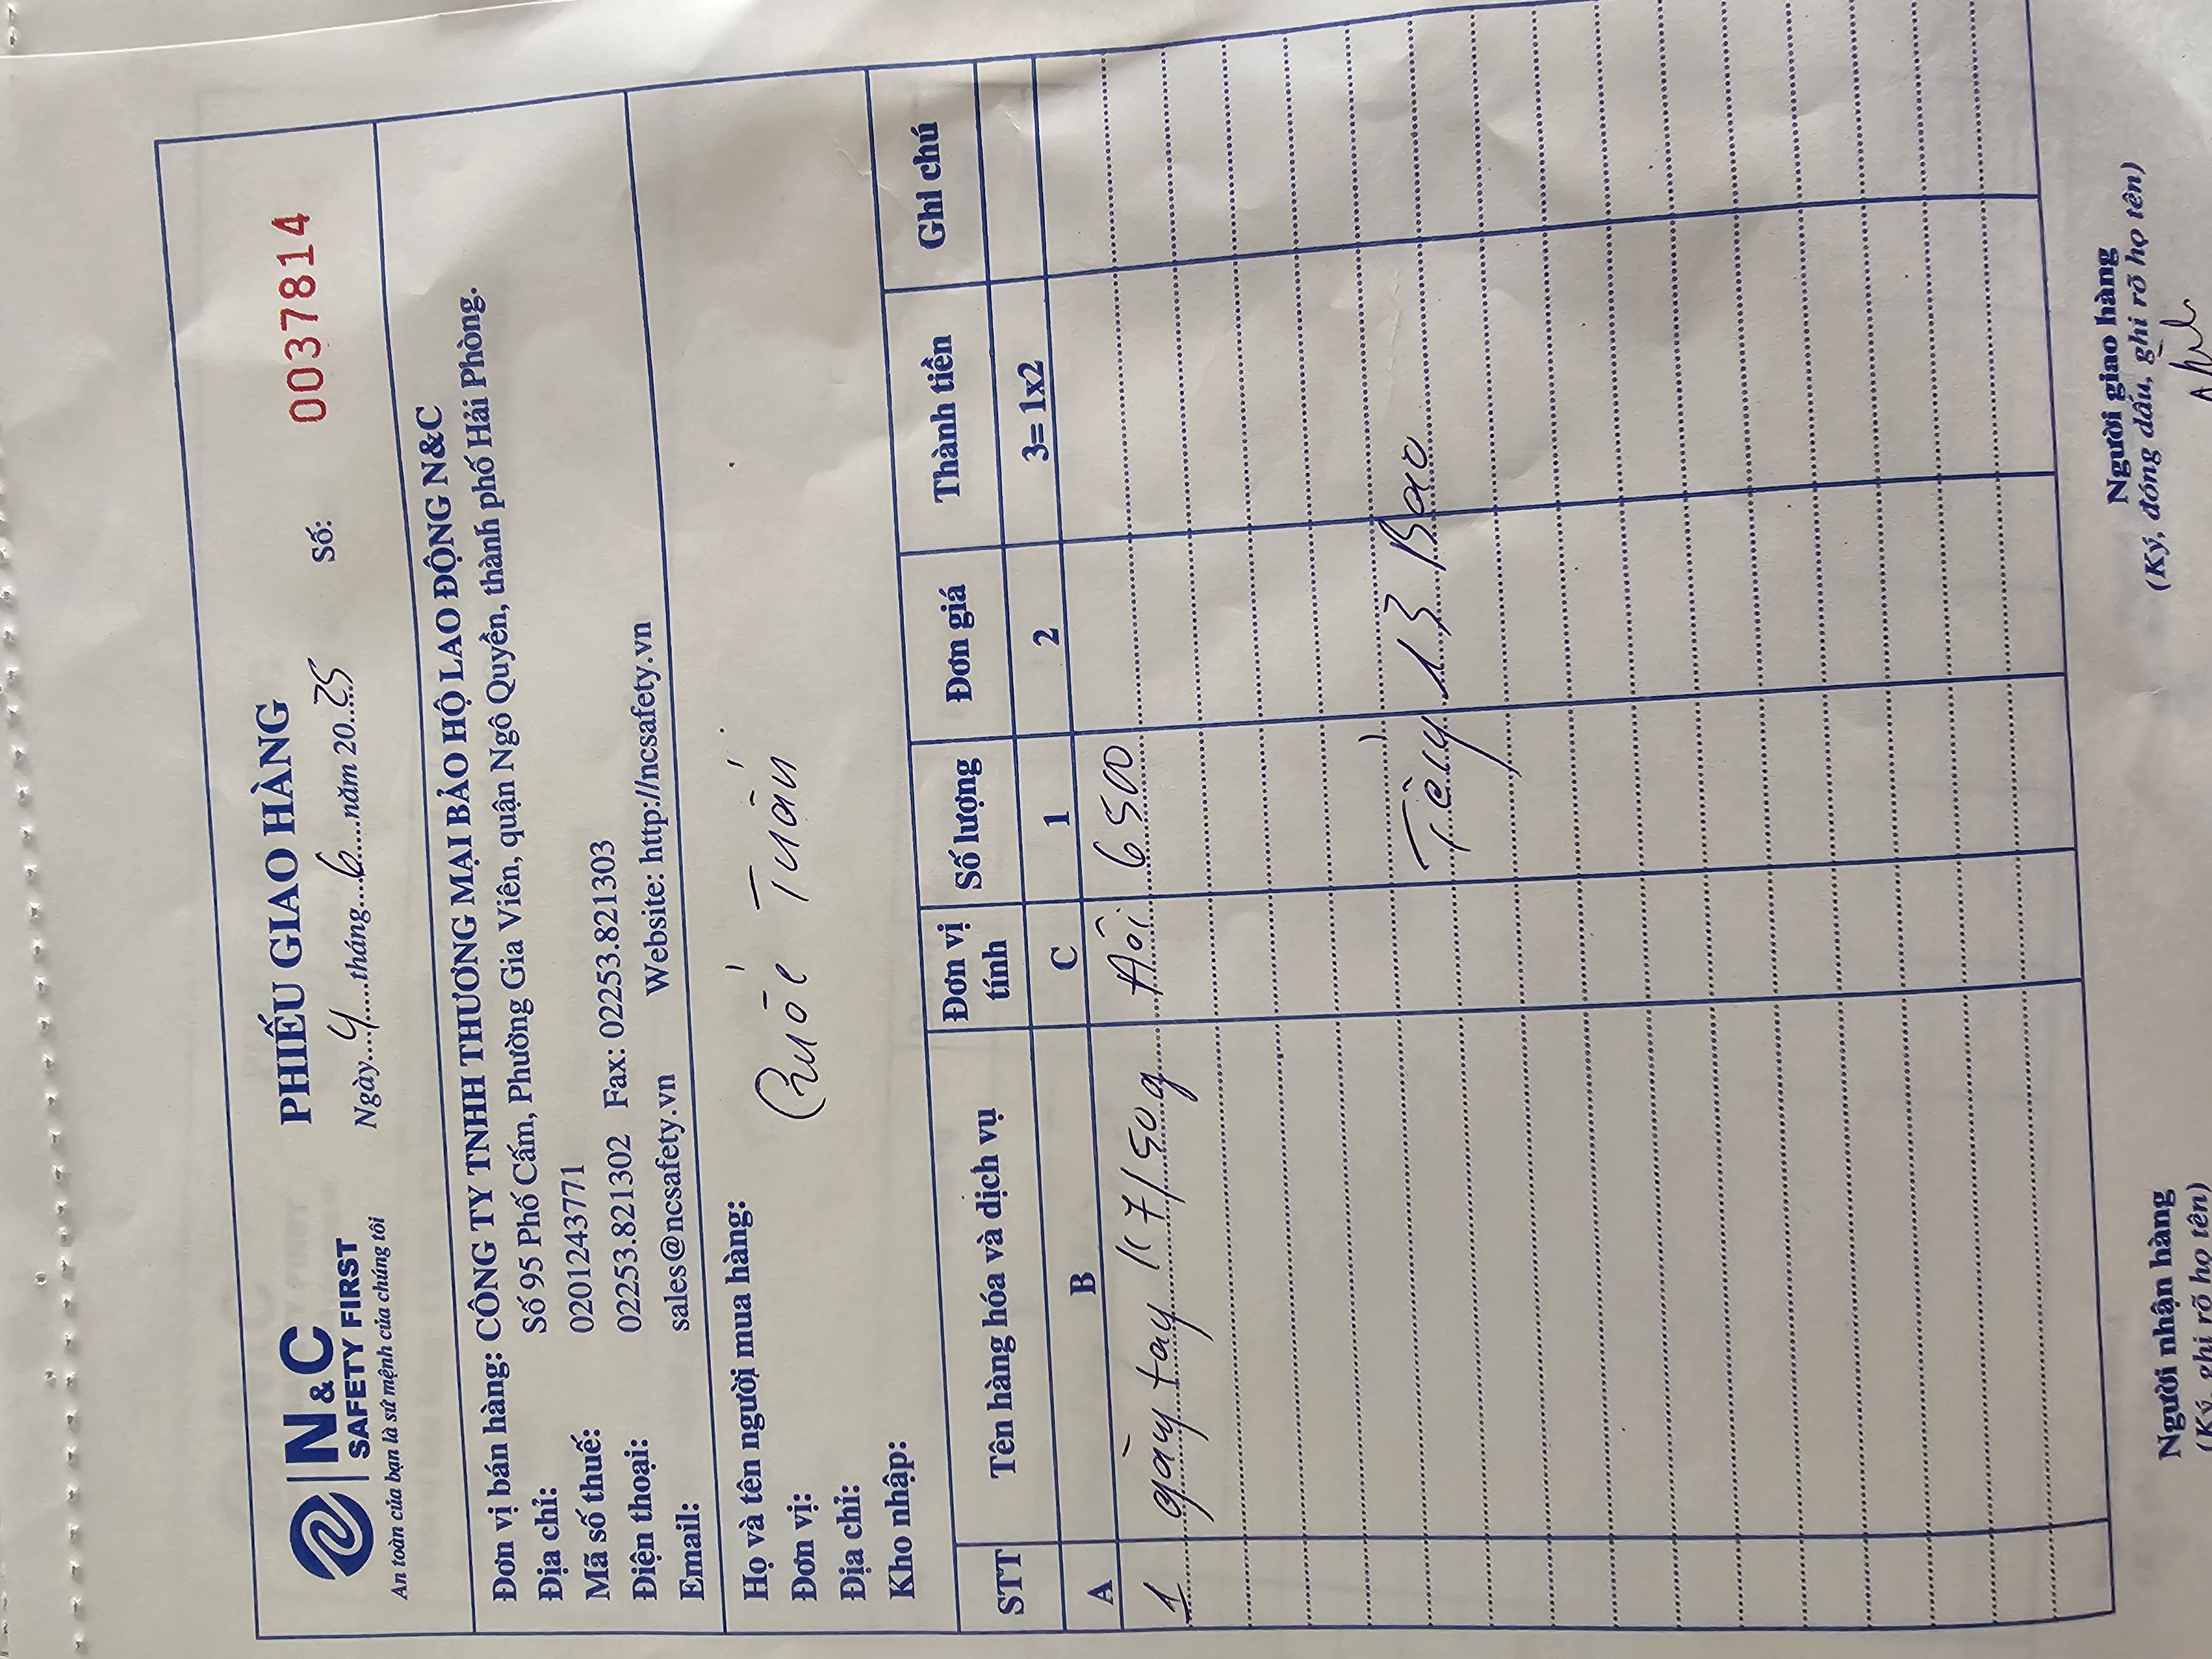 N&C
SAFETY FIRST
An toàn của bạn là sứ mệnh của chúng tôi
PHIẾU GIAO HÀNG
Ngày...4...tháng...6...năm 20.25
Số: 0037814
Đơn vị bán hàng: CÔNG TY TNHH THƯƠNG MẠI BẢO HỘ LAO ĐỘNG N&C
Địa chỉ: Số 95 Phố Cấm, Phường Gia Viên, quận Ngô Quyền, thành phố Hải Phòng.
Mã số thuế: 0201243771
Điện thoại: 02253.821302 Fax: 02253.821303
Email: sales@ncsafety.vn Website: http://ncsafety.vn
Họ và tên người mua hàng:
Đơn vị: Quốc Tuấn
Địa chỉ:
Kho nhập:
STT Tên hàng hóa và dịch vụ Đơn vị tính Số lượng Đơn giá Thành tiền Ghi chú
A B C 1 2 3= 1x2
1 găng tay K7/50g Đôi 6500
13 Bao
Người nhận hàng Người giao hàng
(Ký, ghi rõ họ tên) (Ký, đóng dấu, ghi rõ họ tên)